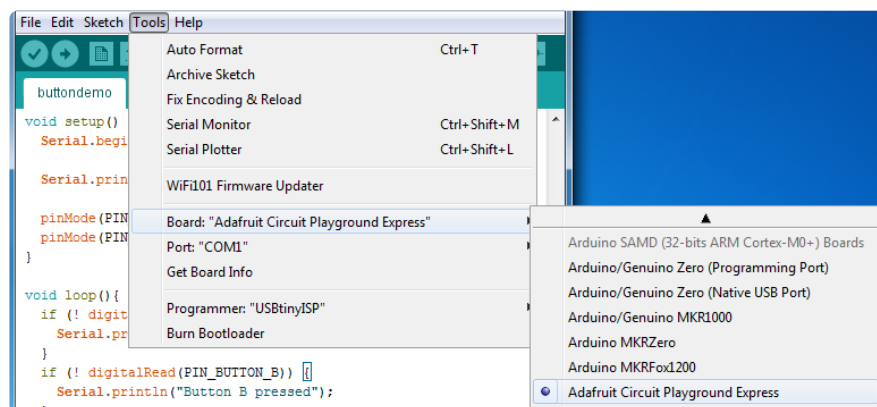 File Edit Sketch Tools Help
Auto Format Ctrl+T
Archive Sketch
Fix Encoding & Reload
Serial Monitor Ctrl+Shift+M
Serial Plotter Ctrl+Shift+L
WiFi101 Firmware Updater
Board: "Adafruit Circuit Playground Express"
Port: "COM1"
Get Board Info
Programmer: "USBtinyISP"
Burn Bootloader
Arduino SAMD (32-bits ARM Cortex-M0+) Boards
Arduino/Genuino Zero (Programming Port)
Arduino/Genuino Zero (Native USB Port)
Arduino/Genuino MKR1000
Arduino MKRZero
Arduino MKRFox1200
Adafruit Circuit Playground Express
buttondemo
void setup()
Serial.begi
Serial.prin
pinMode(PIN
pinMode(PIN
}
void loop(){
if (! digit
Serial.pr
}
if (! digitalRead(PIN_BUTTON_B)) {
Serial.println("Button B pressed");